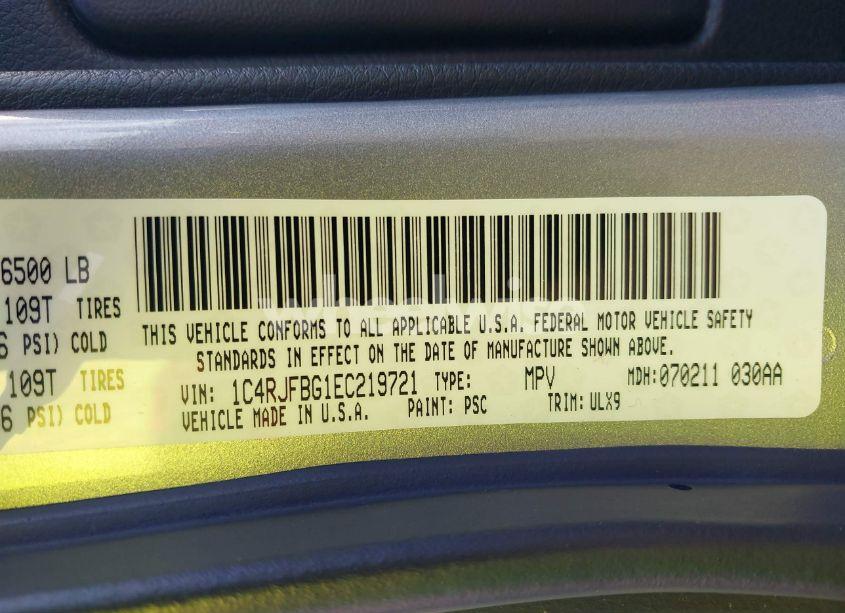 6500 LB
109T TIRES
6 PSI) COLD
109T TIRES
6 PSI) COLD
THIS VEHICLE CONFORMS TO ALL APPLICABLE U.S.A. FEDERAL MOTOR VEHICLE SAFETY
STANDARDS IN EFFECT ON THE DATE OF MANUFACTURE SHOWN ABOVE.
VIN: 1C4RJFBG1EC219721 TYPE: MPV MDH:070211 030AA
VEHICLE MADE IN U.S.A. PAINT: PSC TRIM: ULX9